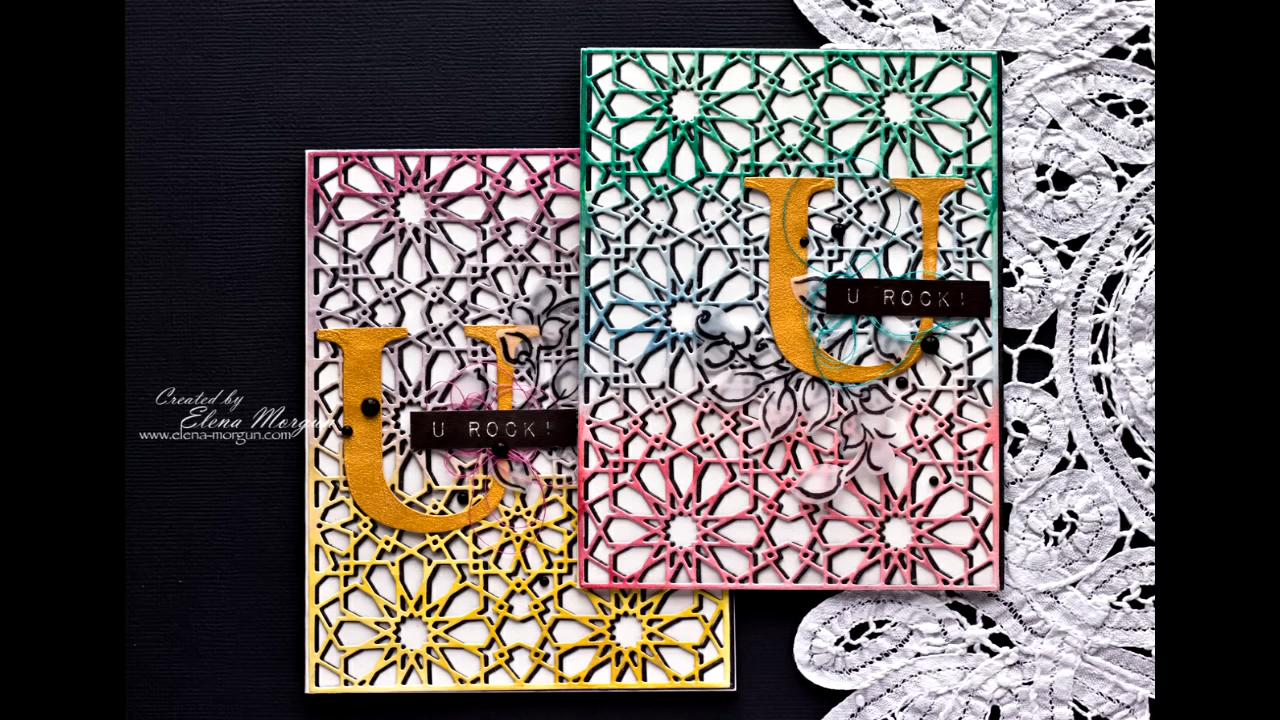 U
U ROCK!
U
U ROCK!
Created by
Elena Morgun
www.elena-morgun.com